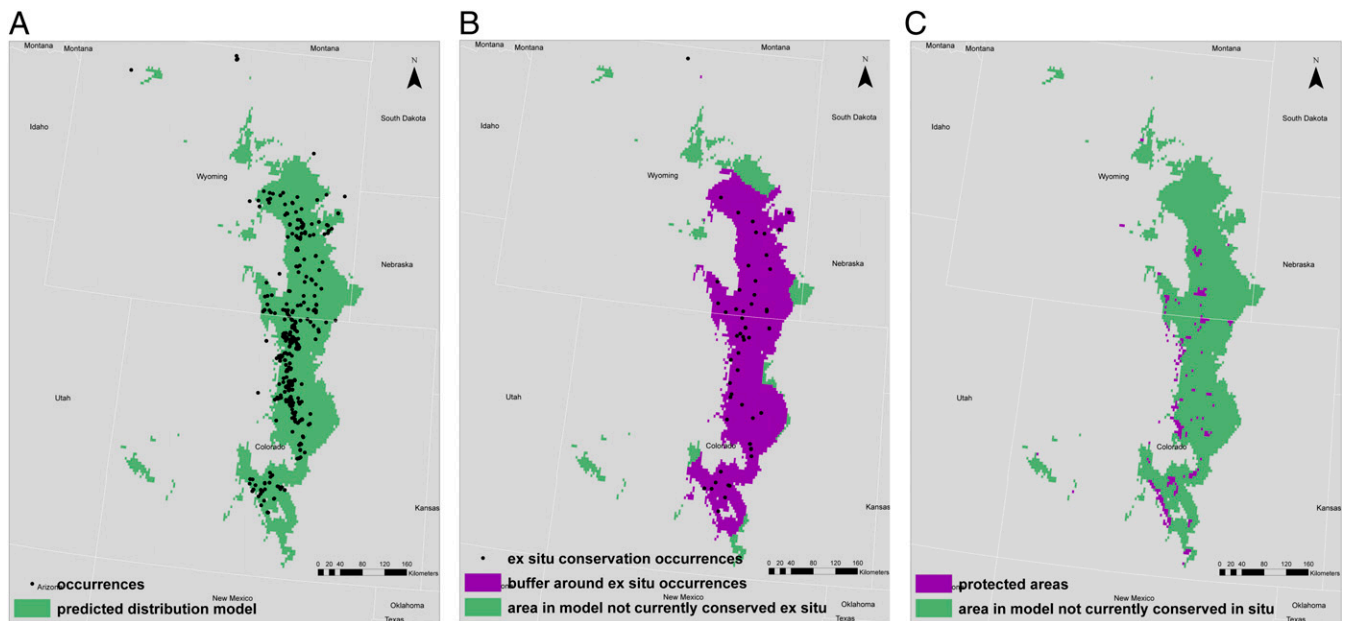 A
Montana
Montana
Montana
N
South Dakota
Idaho
Wyoming
Nebraska
Utah
Colorado
Kansas
0 20 40 80 120 160
Kilometers
Arizona
occurrences
predicted distribution model
New Mexico
Oklahoma
Texas
B
Montana
Montana
Montana
N
South Dakota
Idaho
Wyoming
Nebraska
Utah
Colorado
Kansas
ex situ conservation occurrences
0 20 40 80 120 160
Kilometers
buffer around ex situ occurrences
area in model not currently conserved ex situ
New Mexico
Oklahoma
Texas
C
Montana
Montana
Montana
N
South Dakota
Idaho
Wyoming
Nebraska
Utah
Colorado
Kansas
0 20 40 80 120 160
Kilometers
protected areas
area in model not currently conserved in situ
New Mexico
Oklahoma
Texas